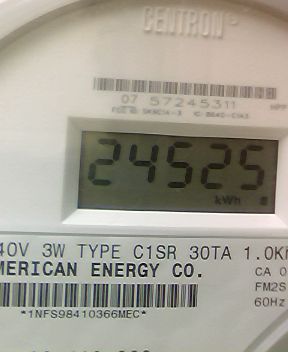 CENTRON
07 57245311
24525
kWh
40V 3W TYPE C1SR 30TA 1.0K
MERICAN ENERGY CO.
CA 0
FM2S
60Hz
*1NFS98410366MEC*